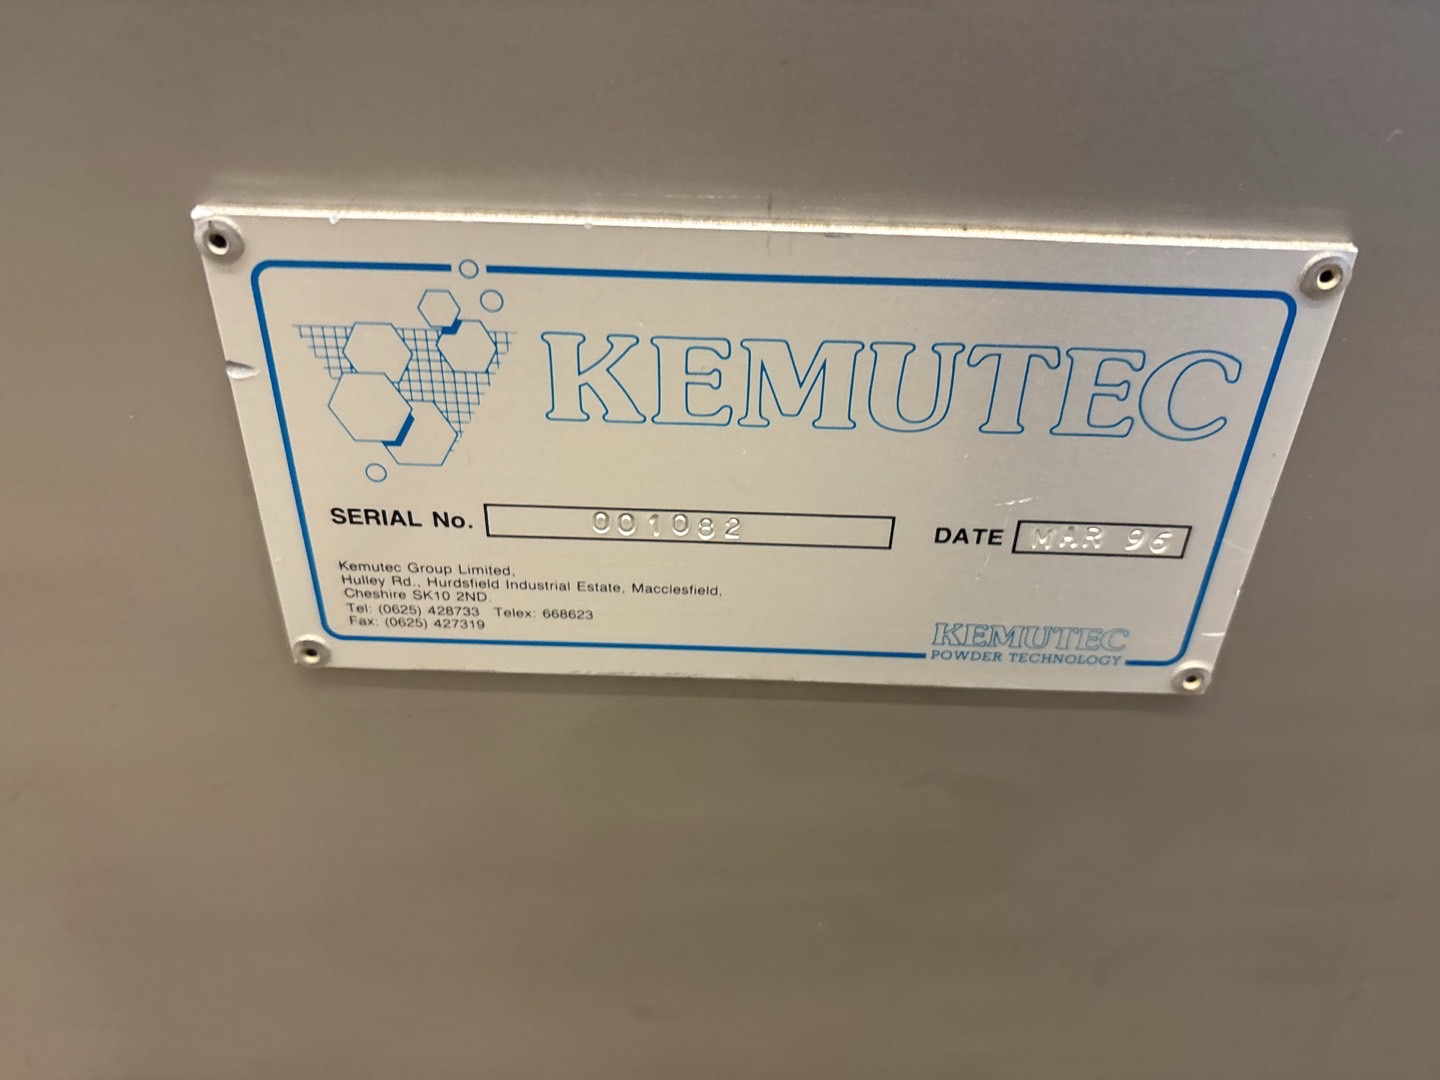 KEMUTEC
SERIAL No. 001082 DATE MAR 96
Kemutec Group Limited,
Hulley Rd., Hurdsfield Industrial Estate, Macclesfield,
Cheshire SK10 2ND.
Tel: (0625) 428733 Telex: 668623
Fax: (0625) 427319
KEMUTEC
POWDER TECHNOLOGY